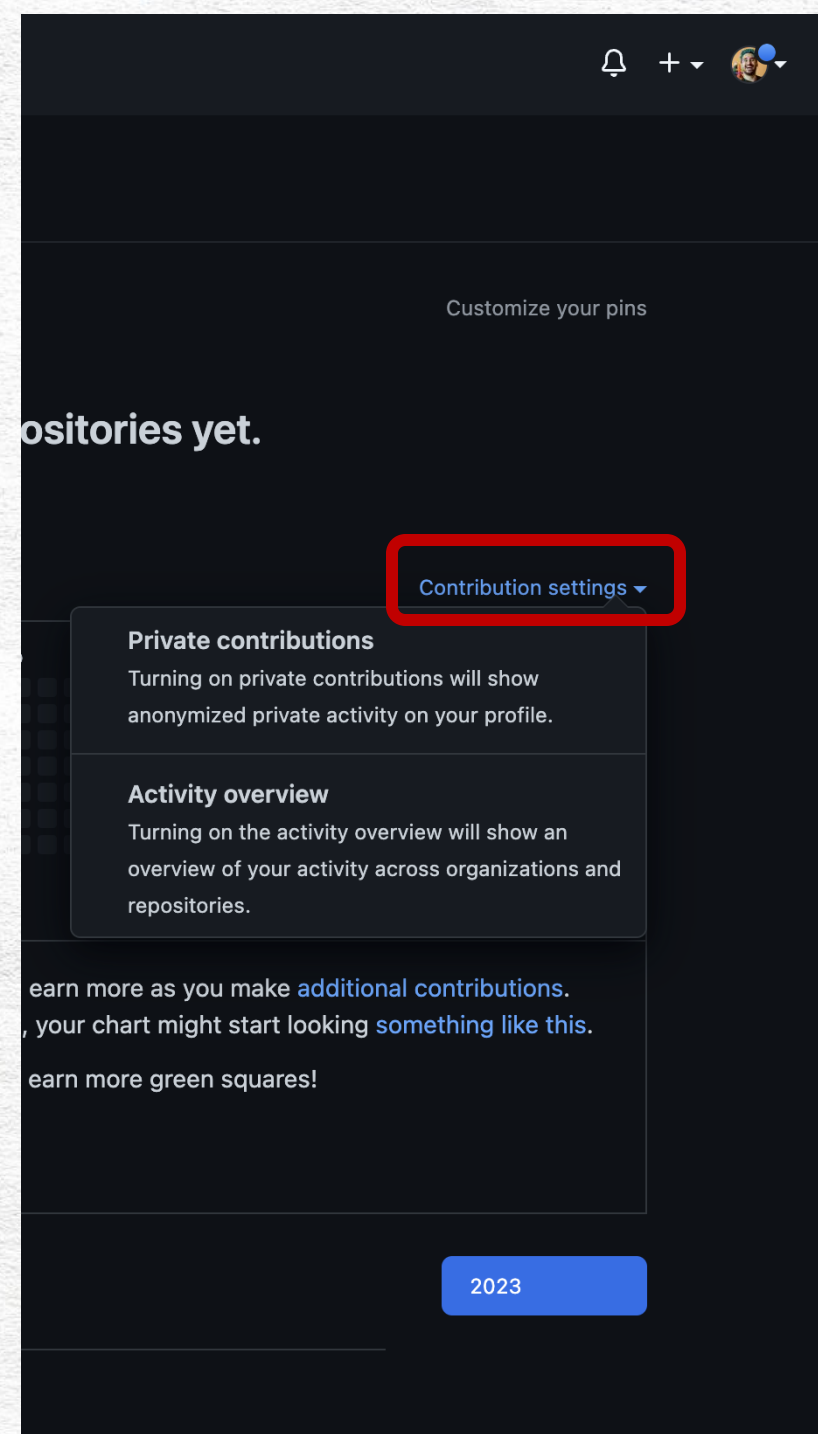 Customize your pins
ositories yet.
Contribution settings
Private contributions
Turning on private contributions will show
anonymized private activity on your profile.
Activity overview
Turning on the activity overview will show an
overview of your activity across organizations and
repositories.
earn more as you make additional contributions.
, your chart might start looking something like this.
earn more green squares!
2023